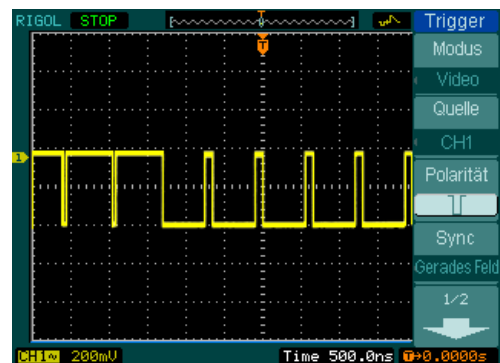 RIGOL STOP T Trigger
T
Modus
Video
Quelle
CH1
1
Polarität
Sync
Gerades Feld
1/2
CH1~ 200mV Time 500.0ns T→0.0000s